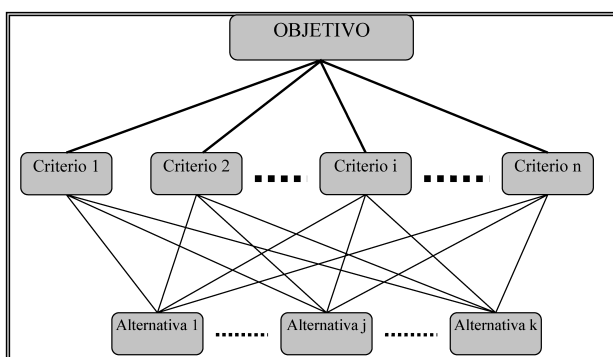 OBJETIVO
Criterio 1 Criterio 2 Criterio i Criterio n
Alternativa 1 Alternativa j Alternativa k